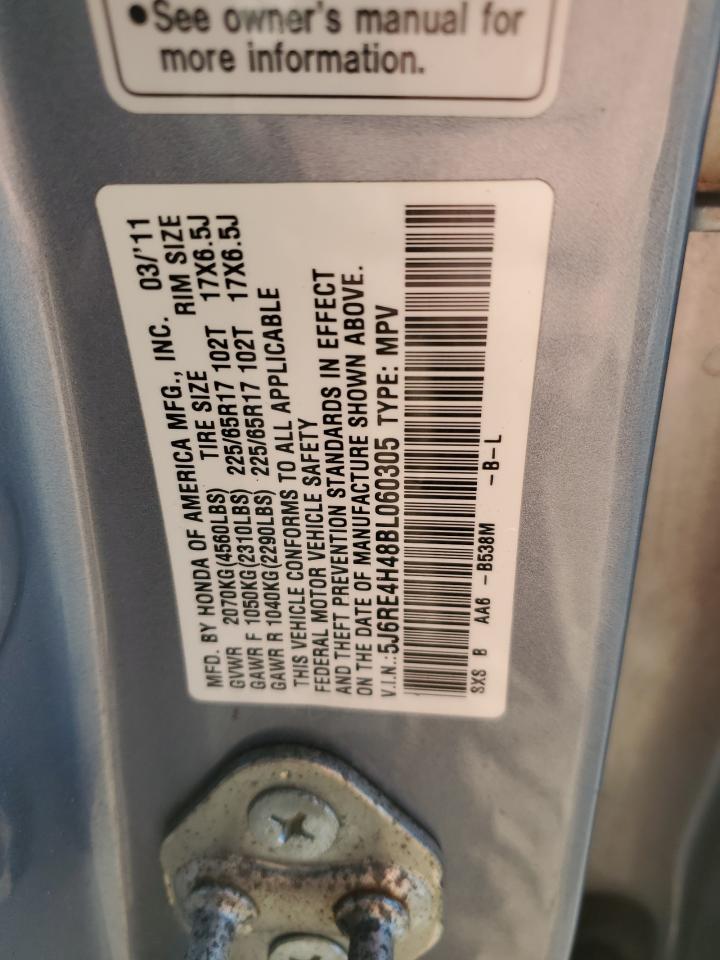 •See owner's manual for
more information.
MFD. BY HONDA OF AMERICA MFG., INC. 03/'11
GVWR 2070KG(4560LBS) TIRE SIZE RIM SIZE
GAWR F 1050KG(2310LBS) 225/65R17 102T 17X6.5J
GAWR R 1040KG(2290LBS) 225/65R17 102T 17X6.5J
THIS VEHICLE CONFORMS TO ALL APPLICABLE
FEDERAL MOTOR VEHICLE SAFETY
AND THEFT PREVENTION STANDARDS IN EFFECT
ON THE DATE OF MANUFACTURE SHOWN ABOVE.
V.I.N.:5J6RE4H48BL060305 TYPE: MPV
SXS B AA6 -B538M -B-L